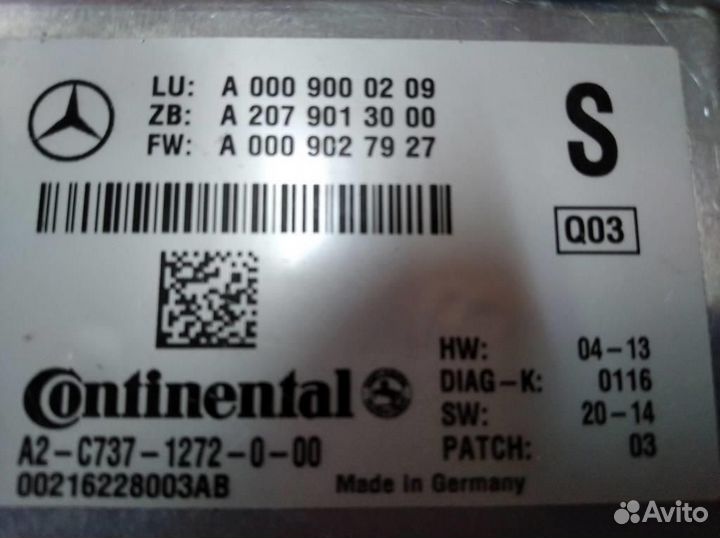 LU: A 000 900 02 09
ZB: A 207 901 30 00
FW: A 000 902 79 27
S
Q03
HW: 04-13
DIAG-K: 0116
SW: 20-14
PATCH: 03
Continental
A2-C737-1272-0-00
00216228003AB
Made in Germany
Avito